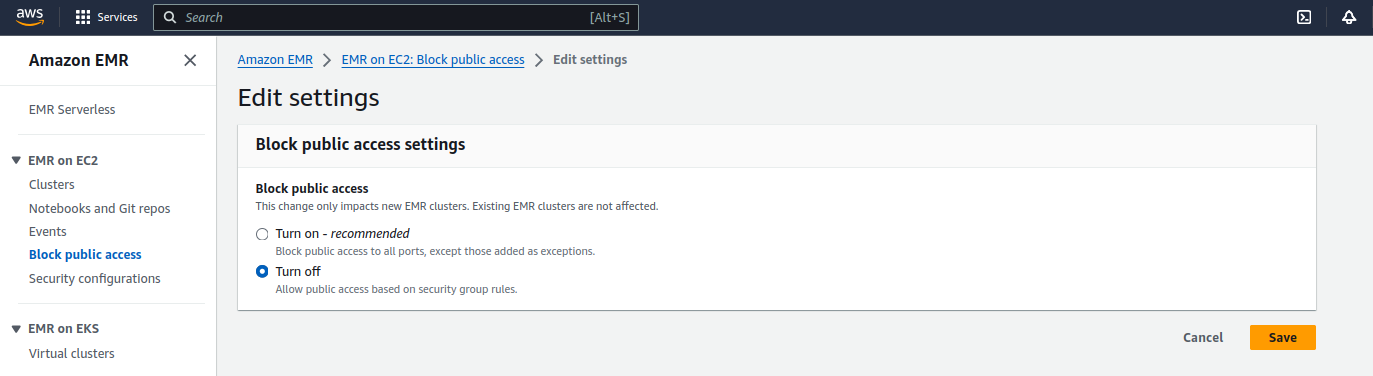 aws
Services
Search
[Alt+S]
Amazon EMR
EMR Serverless
EMR on EC2
Clusters
Notebooks and Git repos
Events
Block public access
Security configurations
EMR on EKS
Virtual clusters
Amazon EMR > EMR on EC2: Block public access > Edit settings
Edit settings
Block public access settings
Block public access
This change only impacts new EMR clusters. Existing EMR clusters are not affected.
Turn on - recommended
Block public access to all ports, except those added as exceptions.
Turn off
Allow public access based on security group rules.
Cancel
Save